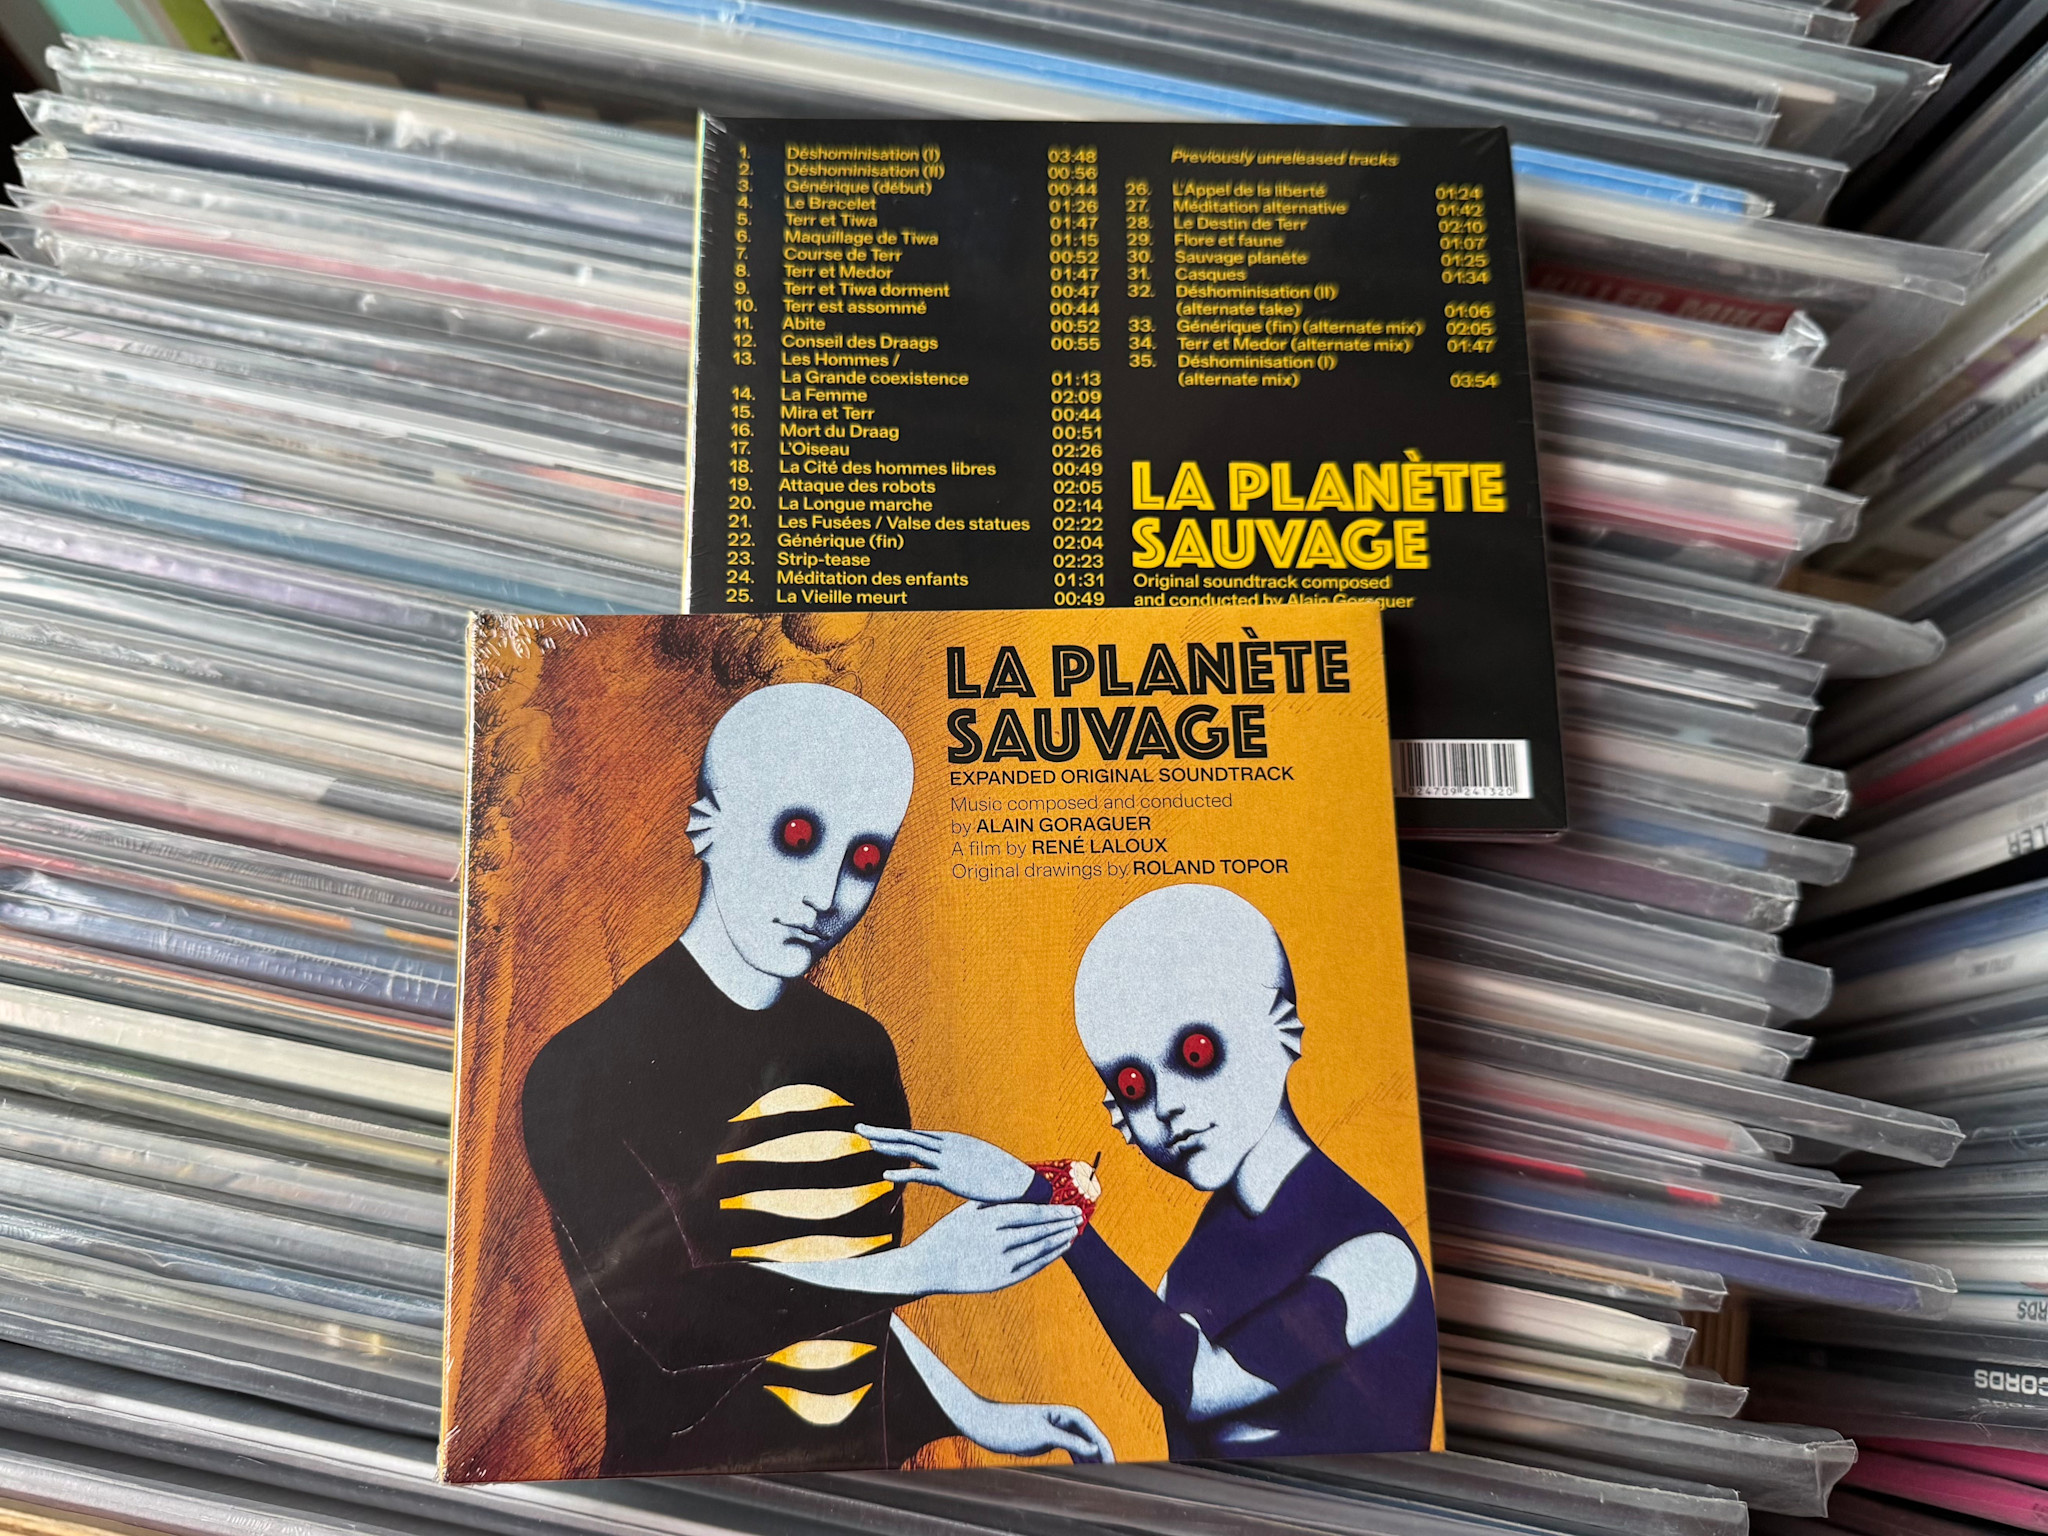 1. Déshominisation (I) 03:48
2. Déshominisation (II) 00:56
3. Générique (début) 00:44
4. Le Bracelet 01:26
5. Terr et Tiwa 01:47
6. Maquillage de Tiwa 01:15
7. Course de Terr 00:52
8. Terr et Medor 01:47
9. Terr et Tiwa dorment 00:47
10. Terr est assommé 00:44
11. Abite 00:52
12. Conseil des Draags 00:55
13. Les Hommes /
La Grande coexistence 01:13
14. La Femme 02:09
15. Mira et Terr 00:44
16. Mort du Draag 00:51
17. L'Oiseau 02:26
18. La Cité des hommes libres 00:49
19. Attaque des robots 02:05
20. La Longue marche 02:14
21. Les Fusées / Valse des statues 02:22
22. Générique (fin) 02:04
23. Strip-tease 02:23
24. Méditation des enfants 01:31
25. La Vieille meurt 00:49
Previously unreleased tracks
26. L'Appel de la liberté 01:24
27. Méditation alternative 01:42
28. Le Destin de Terr 02:10
29. Flore et faune 01:07
30. Sauvage planète 01:25
31. Casques 01:34
32. Déshominisation (II)
(alternate take) 01:06
33. Générique (fin) (alternate mix) 02:05
34. Terr et Medor (alternate mix) 01:47
35. Déshominisation (I)
(alternate mix) 03:54
LA PLANÈTE
SAUVAGE
Original soundtrack composed
and conducted by Alain Goraguer
024709 241320
LA PLANÈTE
SAUVAGE
EXPANDED ORIGINAL SOUNDTRACK
Music composed and conducted
by ALAIN GORAGUER
A film by RENÉ LALOUX
Original drawings by ROLAND TOPOR
KILLER MIKE